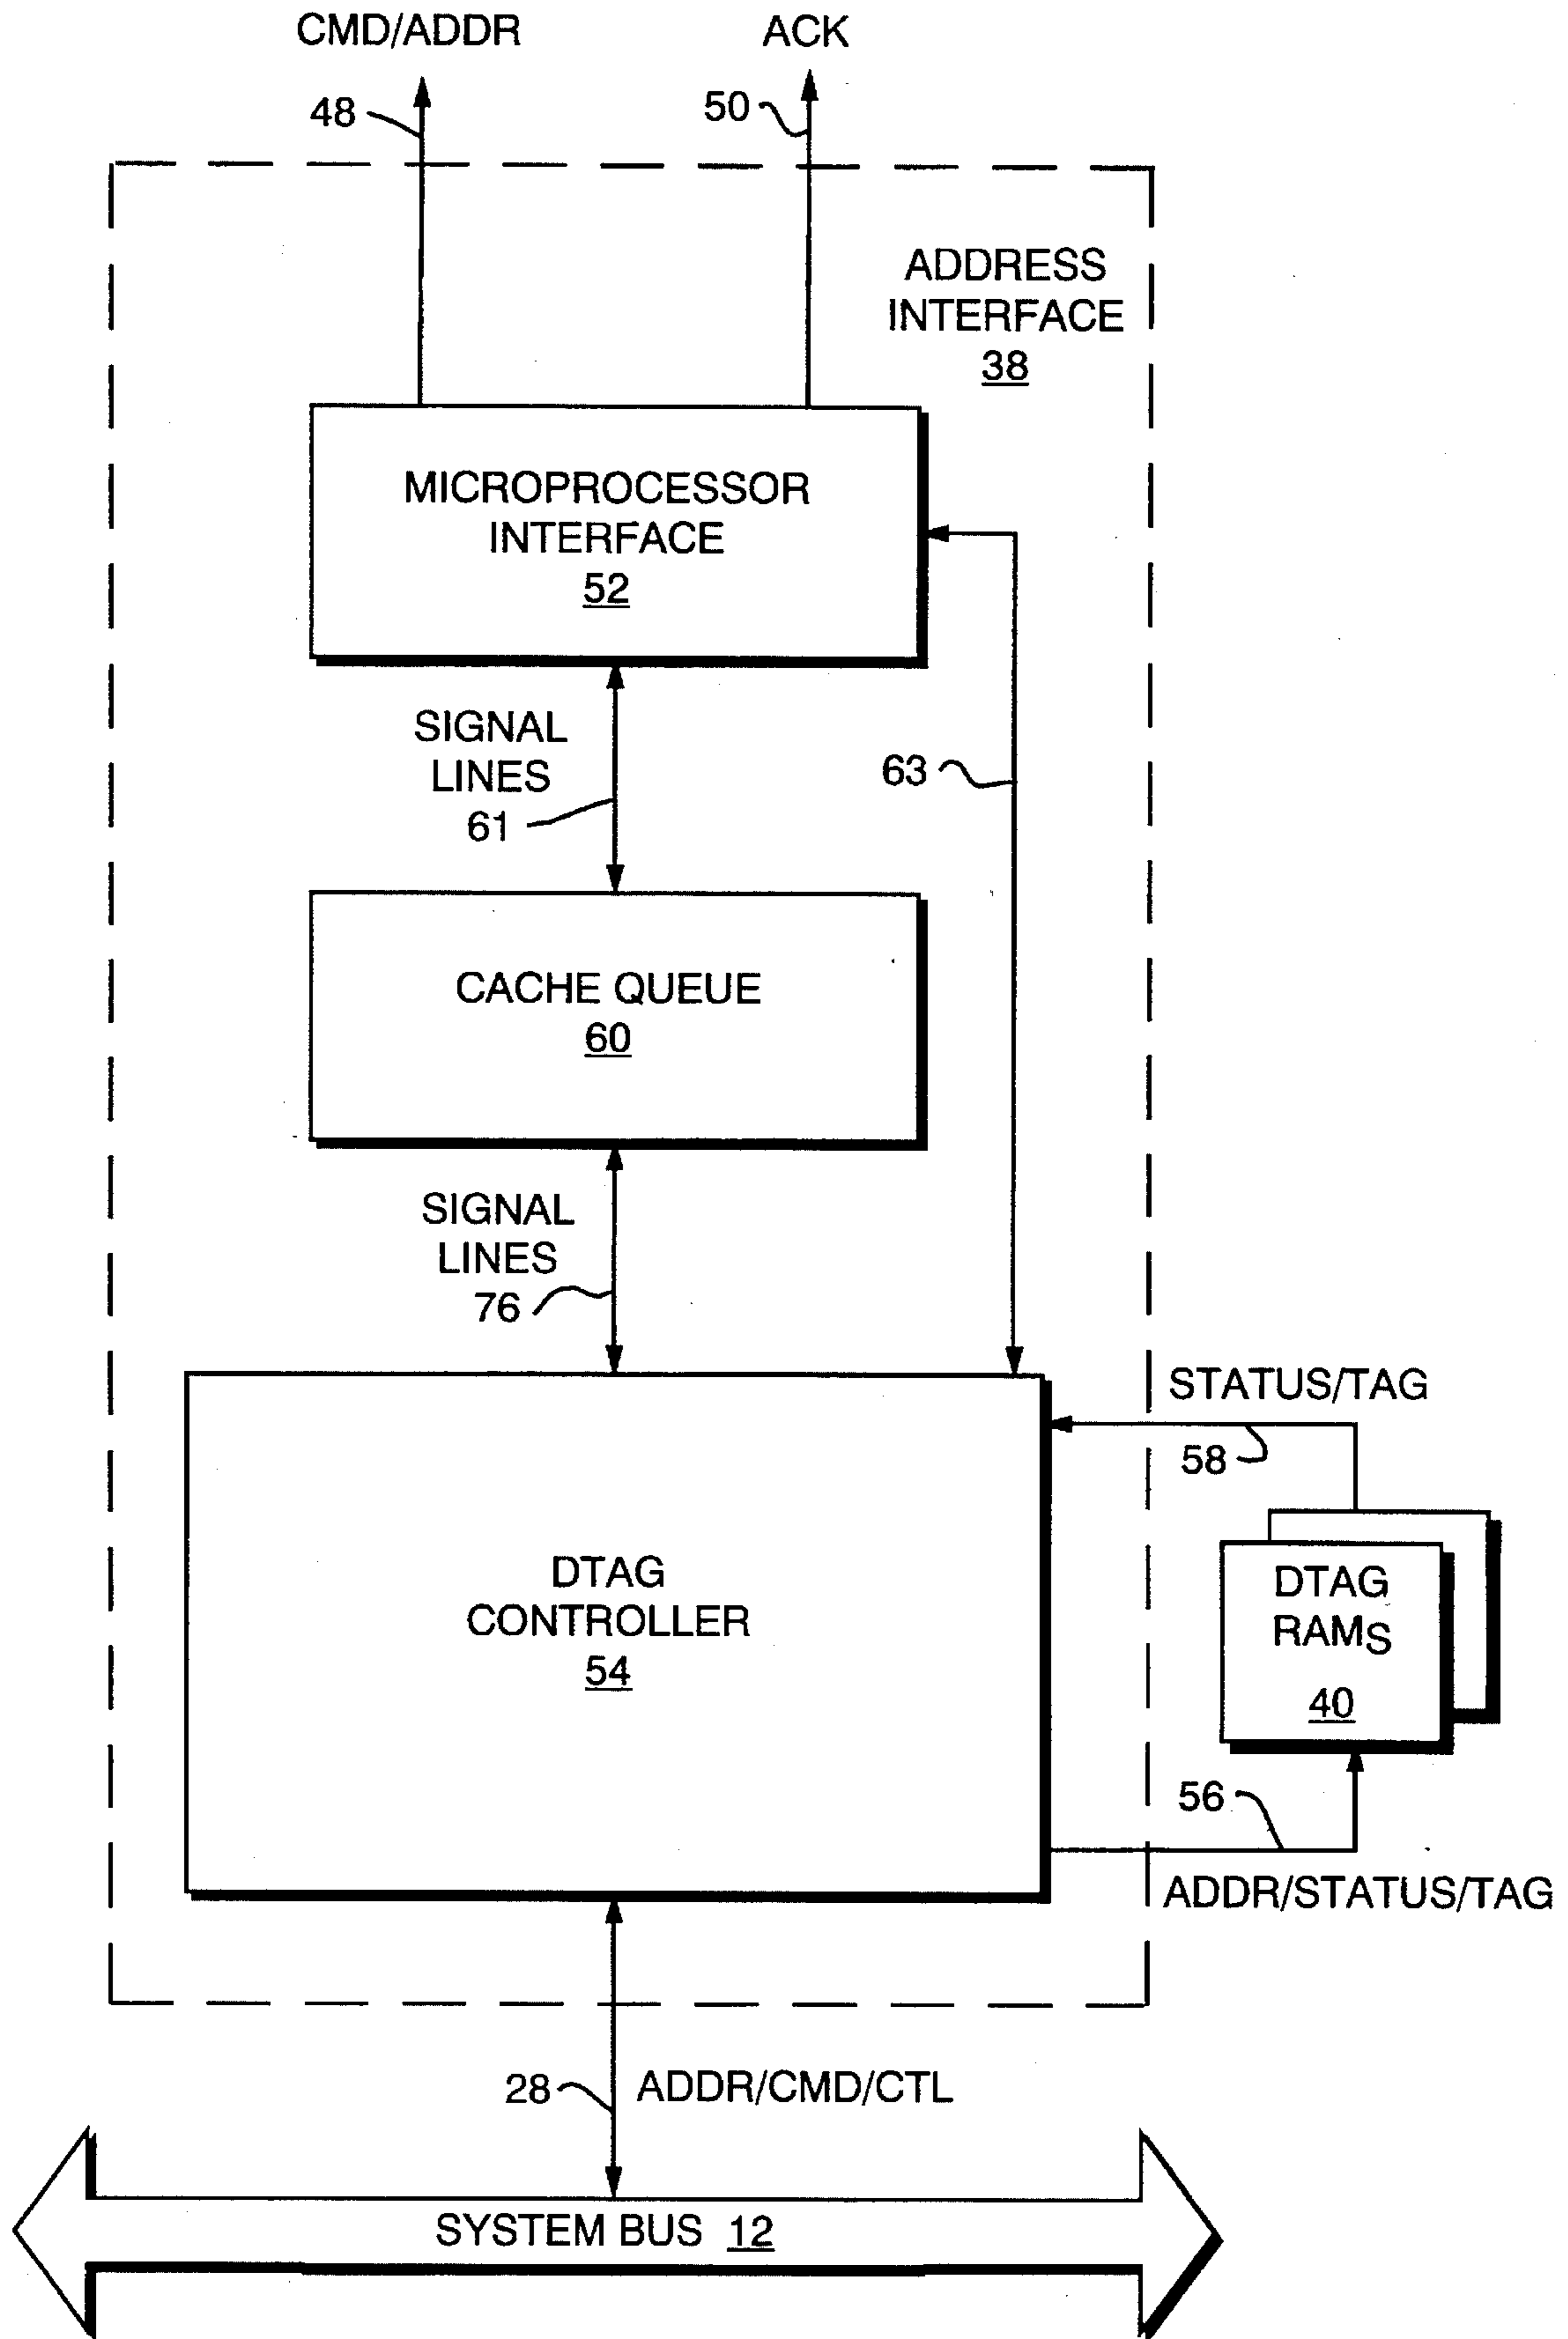 CMD/ADDR
ACK
48
50
ADDRESS
INTERFACE
38
MICROPROCESSOR
INTERFACE
52
SIGNAL
LINES
61
63
CACHE QUEUE
60
SIGNAL
LINES
76
STATUS/TAG
58
DTAG
CONTROLLER
54
DTAG
RAMS
40
56
ADDR/STATUS/TAG
28
ADDR/CMD/CTL
SYSTEM BUS 12